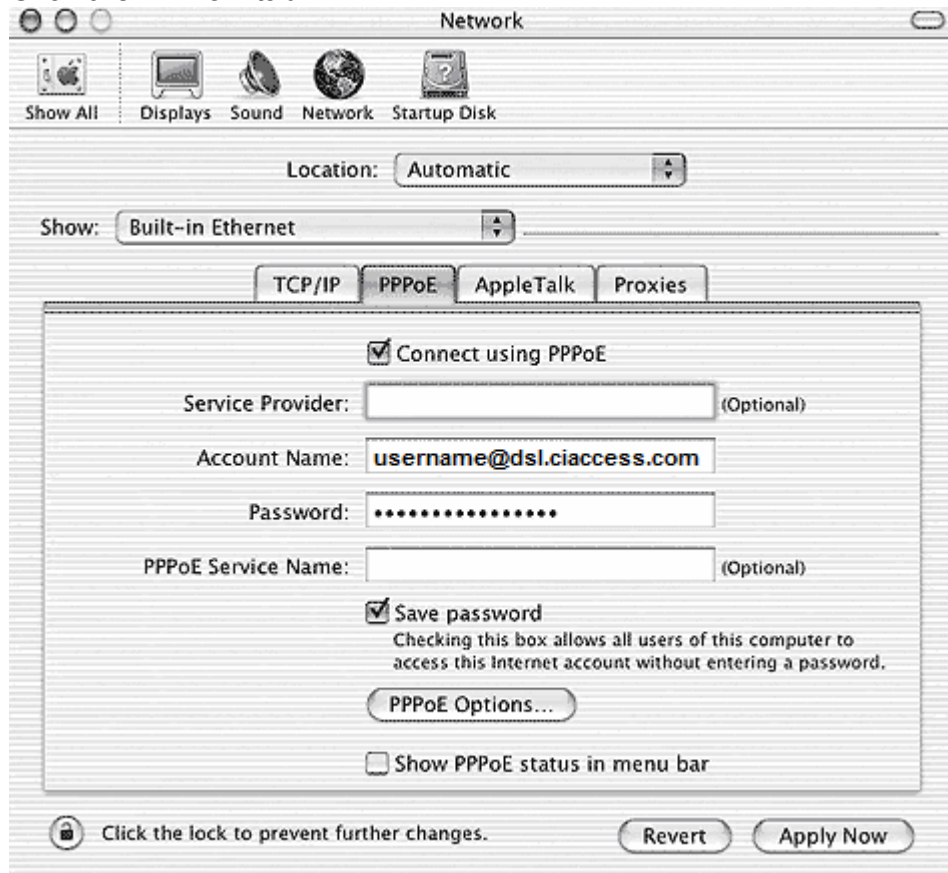 Network
Show All Displays Sound Network Startup Disk
Location: Automatic
Show: Built-in Ethernet
TCP/IP PPPoE AppleTalk Proxies
Connect using PPPoE
Service Provider: (Optional)
Account Name: username@dsl.ciaccess.com
Password: ••••••••••••••••
PPPoE Service Name: (Optional)
Save password
Checking this box allows all users of this computer to
access this Internet account without entering a password.
PPPoE Options...
Show PPPoE status in menu bar
Click the lock to prevent further changes. Revert Apply Now